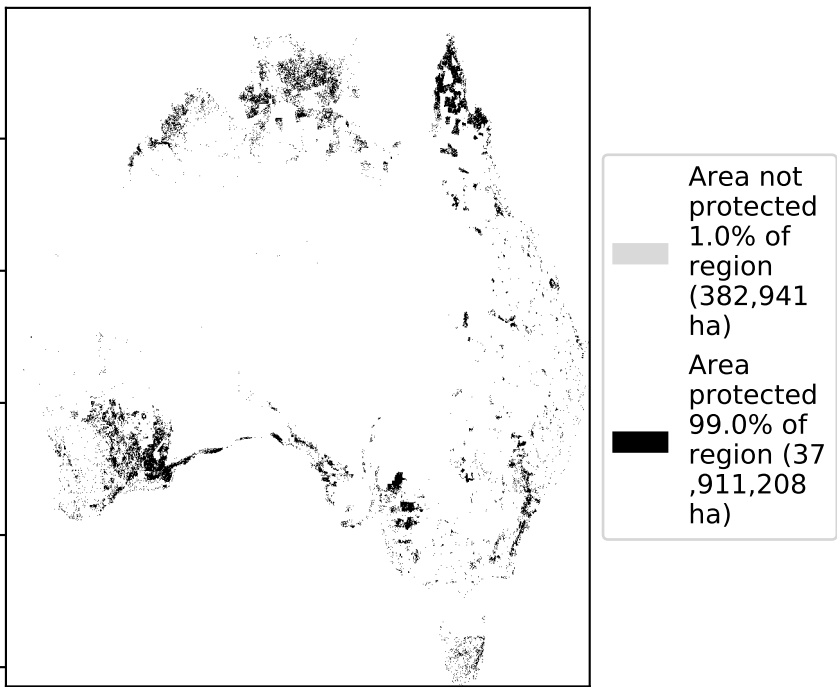 Area not
protected
1.0% of
region
(382,941
ha)
Area
protected
99.0% of
region (37
,911,208
ha)